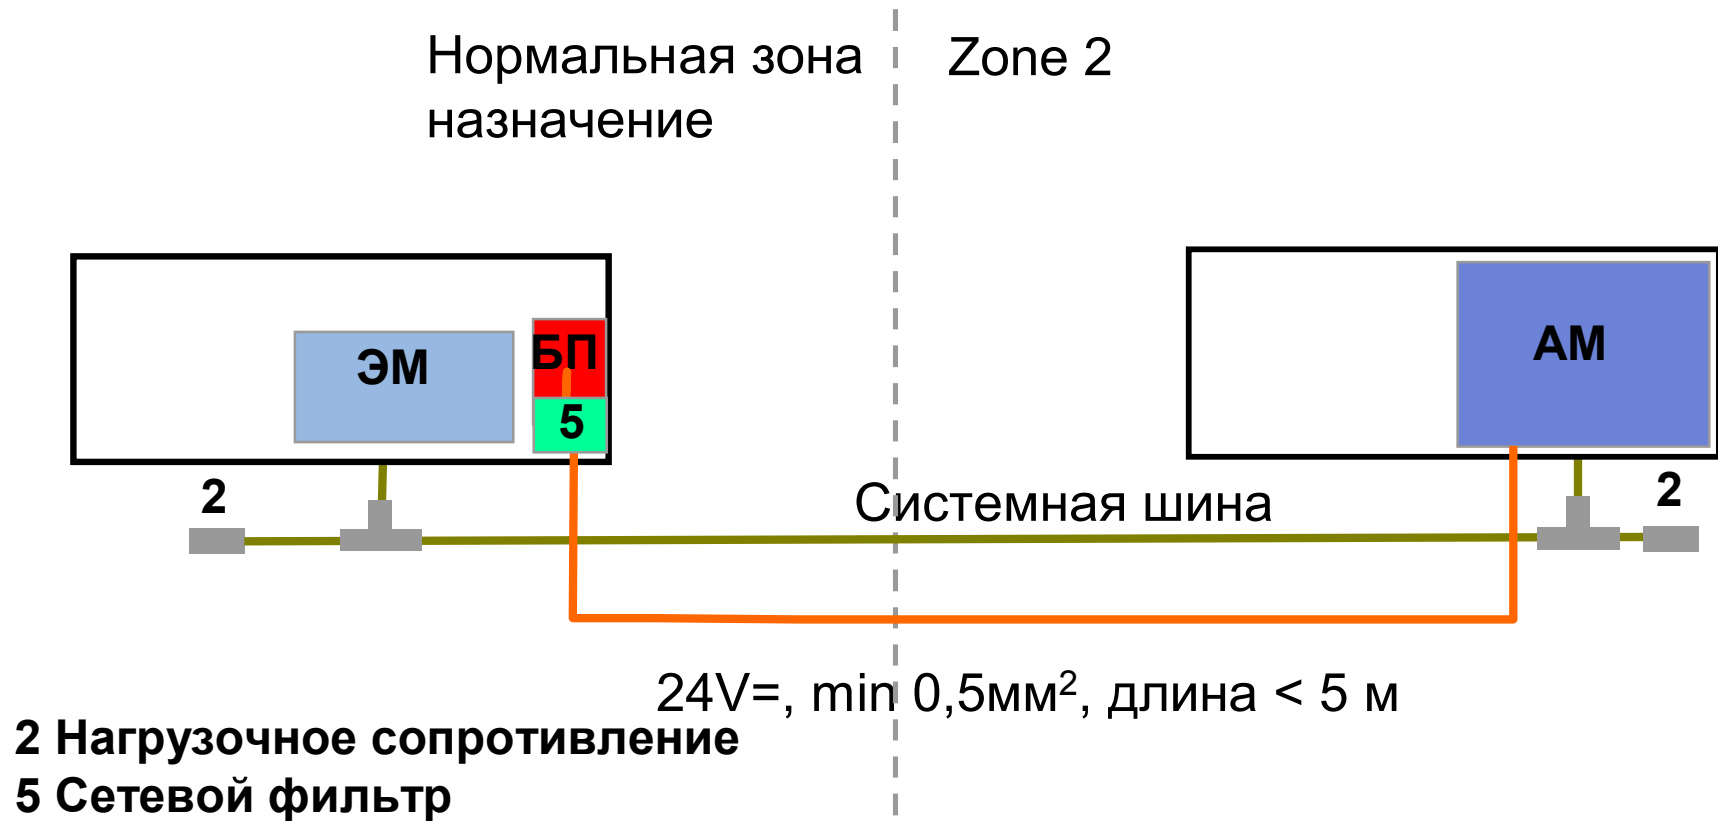 Нормальная зона
назначение
Zone 2
ЭМ
БП
5
АМ
2
2
Системная шина
24V=, min 0,5мм², длина < 5 м
2 Нагрузочное сопротивление
5 Сетевой фильтр